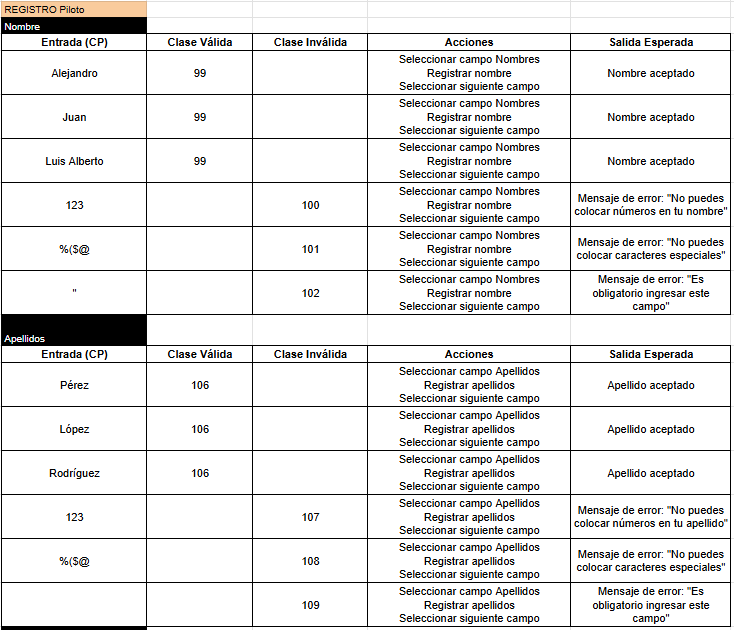 REGISTRO Piloto
Nombre
Entrada (CP) Clase Válida Clase Inválida Acciones Salida Esperada
Alejandro 99 Seleccionar campo Nombres
Registrar nombre
Seleccionar siguiente campo Nombre aceptado
Juan 99 Seleccionar campo Nombres
Registrar nombre
Seleccionar siguiente campo Nombre aceptado
Luis Alberto 99 Seleccionar campo Nombres
Registrar nombre
Seleccionar siguiente campo Nombre aceptado
123 100 Seleccionar campo Nombres
Registrar nombre
Seleccionar siguiente campo
Mensaje de error: "No puedes
colocar números en tu nombre"
%($@ 101 Seleccionar campo Nombres
Registrar nombre
Seleccionar siguiente campo
Mensaje de error: "No puedes
colocar caracteres especiales"
" 102 Seleccionar campo Nombres
Registrar nombre
Seleccionar siguiente campo
Mensaje de error: "Es
obligatorio ingresar este
campo"
Apellidos
Entrada (CP) Clase Válida Clase Inválida Acciones Salida Esperada
Pérez 106 Seleccionar campo Apellidos
Registrar apellidos
Seleccionar siguiente campo Apellido aceptado
López 106 Seleccionar campo Apellidos
Registrar apellidos
Seleccionar siguiente campo Apellido aceptado
Rodríguez 106 Seleccionar campo Apellidos
Registrar apellidos
Seleccionar siguiente campo Apellido aceptado
123 107 Seleccionar campo Apellidos
Registrar apellidos
Seleccionar siguiente campo
Mensaje de error: "No puedes
colocar números en tu apellido"
%($@ 108 Seleccionar campo Apellidos
Registrar apellidos
Seleccionar siguiente campo
Mensaje de error: "No puedes
colocar caracteres especiales"
109 Seleccionar campo Apellidos
Registrar apellidos
Seleccionar siguiente campo
Mensaje de error: "Es
obligatorio ingresar este
campo"